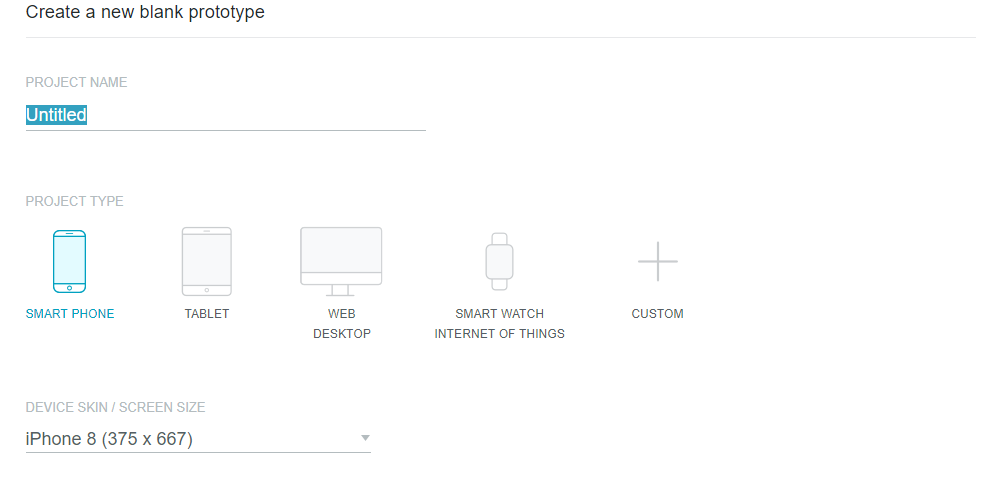 Create a new blank prototype
PROJECT NAME
Untitled
PROJECT TYPE
SMART PHONE
TABLET
WEB
DESKTOP
SMART WATCH
INTERNET OF THINGS
CUSTOM
DEVICE SKIN / SCREEN SIZE
iPhone 8 (375 x 667)